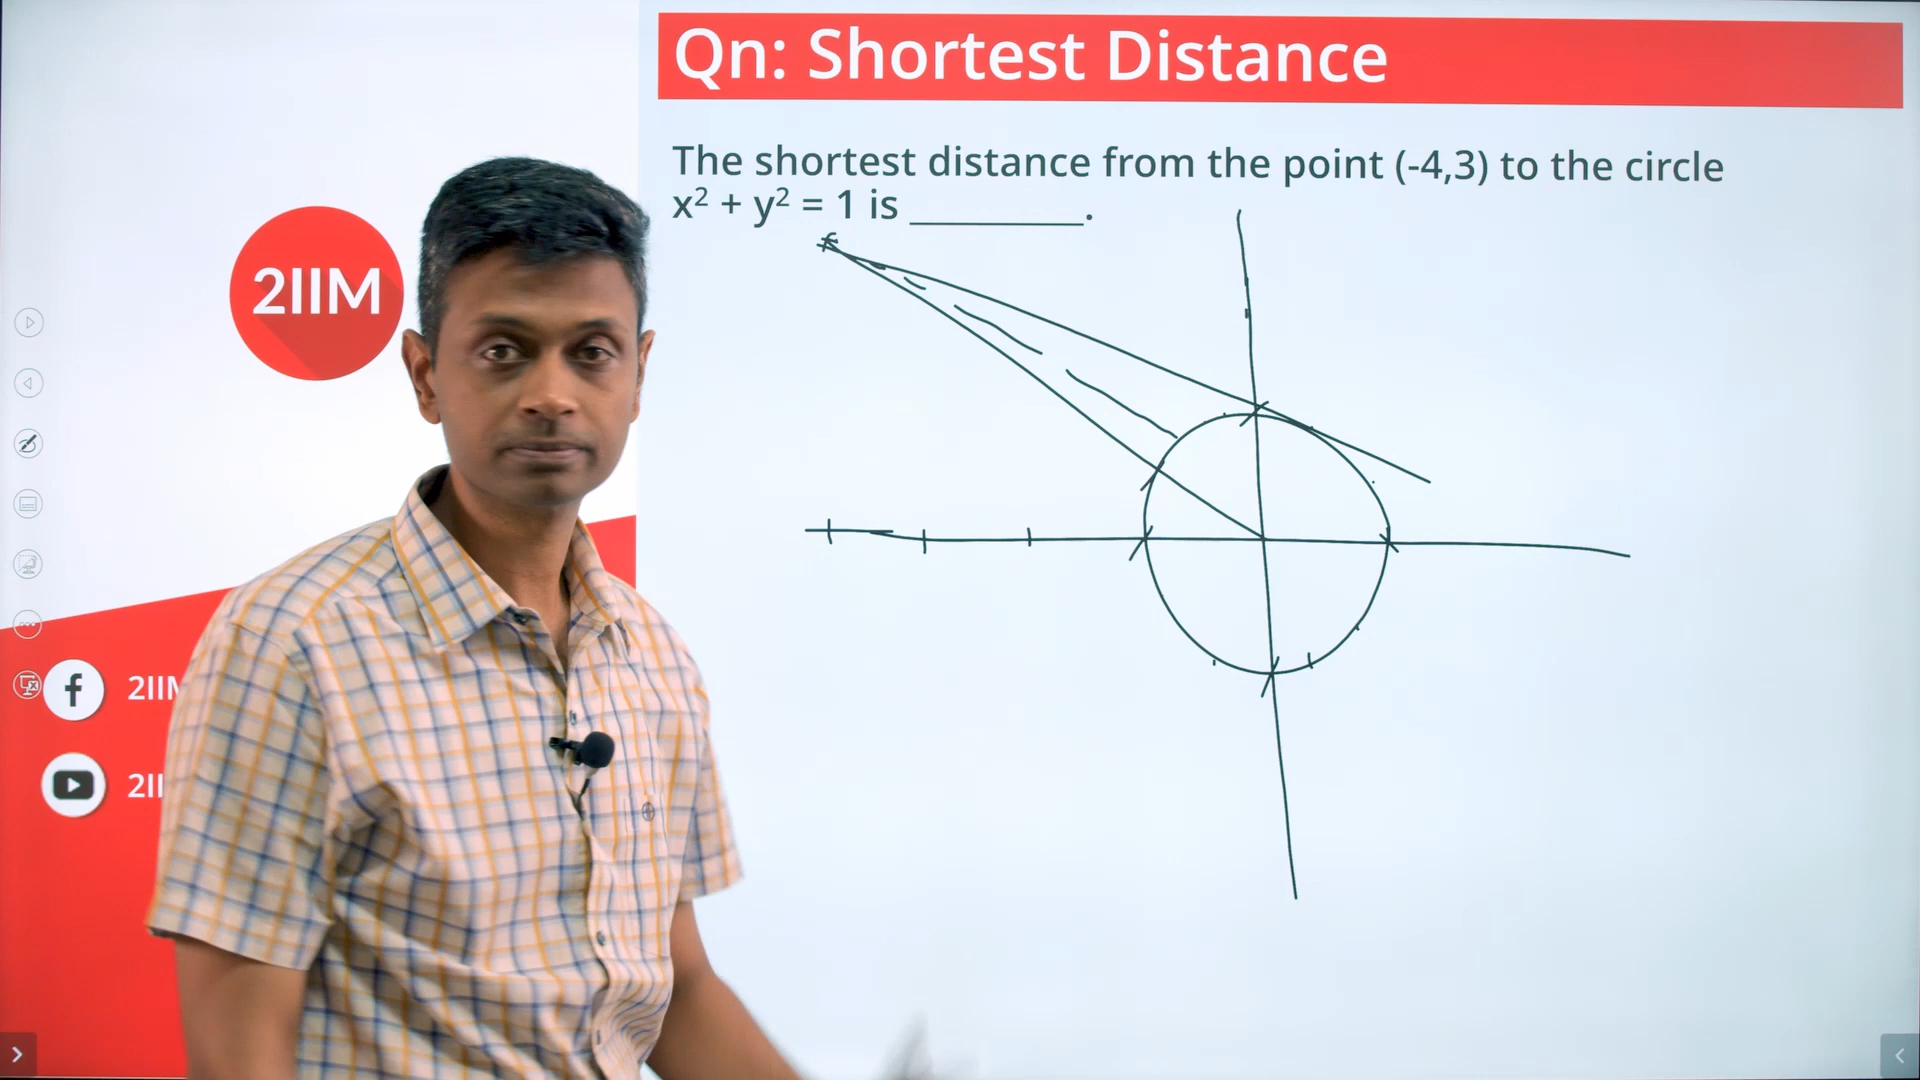 Qn: Shortest Distance
The shortest distance from the point (-4,3) to the circle
x² + y² = 1 is ________.
2IIM
2IIM
2II